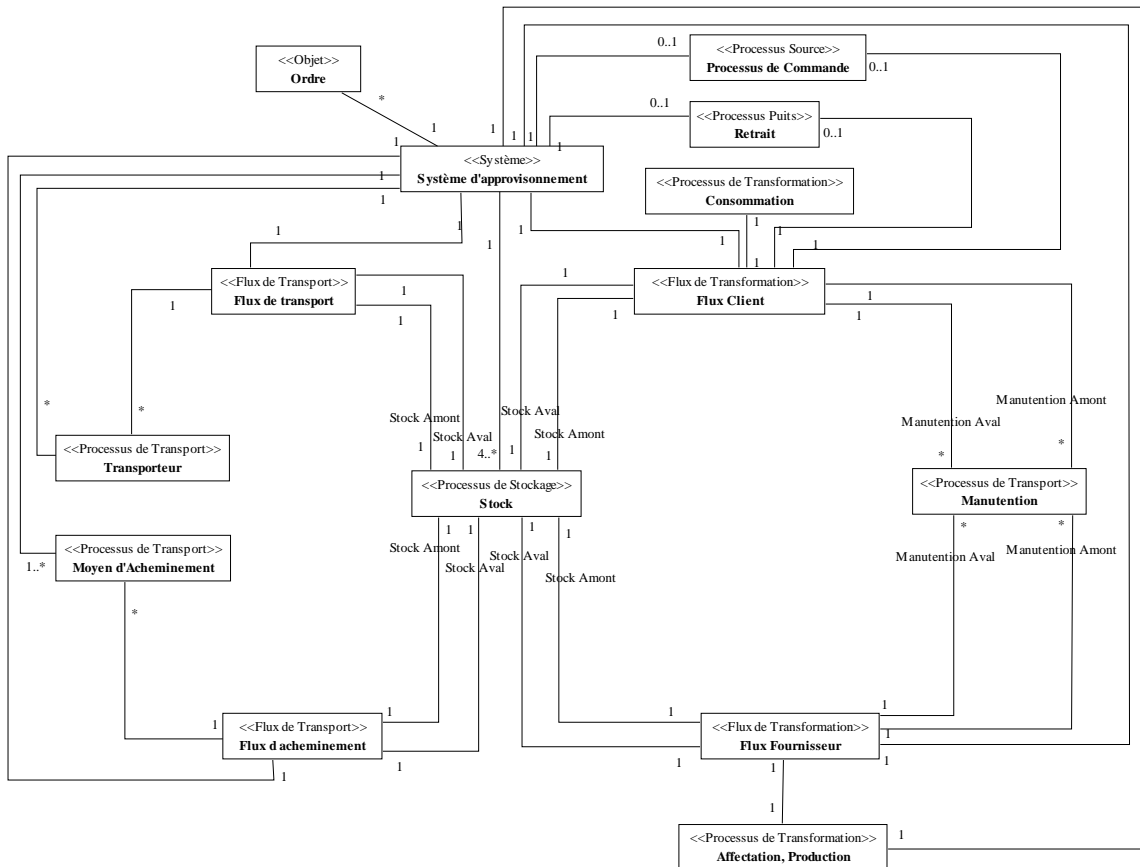 <<Objet>>
Ordre
*
1
<<Processus Source>>
Processus de Commande
0..1
0..1
<<Processus Puits>>
Retrait
0..1
0..1
1
1
1
1
<<Système>>
Système d'approvisonnement
1
1
1
1
1
1
1
<<Processus de Transformation>>
Consommation
1
1
1
1
1
1
<<Flux de Transport>>
Flux de transport
1
1
1
<<Flux de Transformation>>
Flux Client
1
1
1
1
*
*
<<Processus de Transport>>
Transporteur
Stock Amont
Stock Aval
Stock Aval
Stock Amont
1
1
4..*
1
1
Manutention Amont
Manutention Aval
*
*
<<Processus de Stockage>>
Stock
<<Processus de Transport>>
Manutention
1
1
1
1
*
*
Stock Amont
Stock Aval
Stock Aval
Stock Amont
Manutention Aval
Manutention Amont
<<Processus de Transport>>
Moyen d'Acheminement
1..*
*
1
1
1
1
<<Flux de Transport>>
Flux d acheminement
1
1
<<Flux de Transformation>>
Flux Fournisseur
1
1
1
1
1
1
<<Processus de Transformation>>
Affectation, Production
1